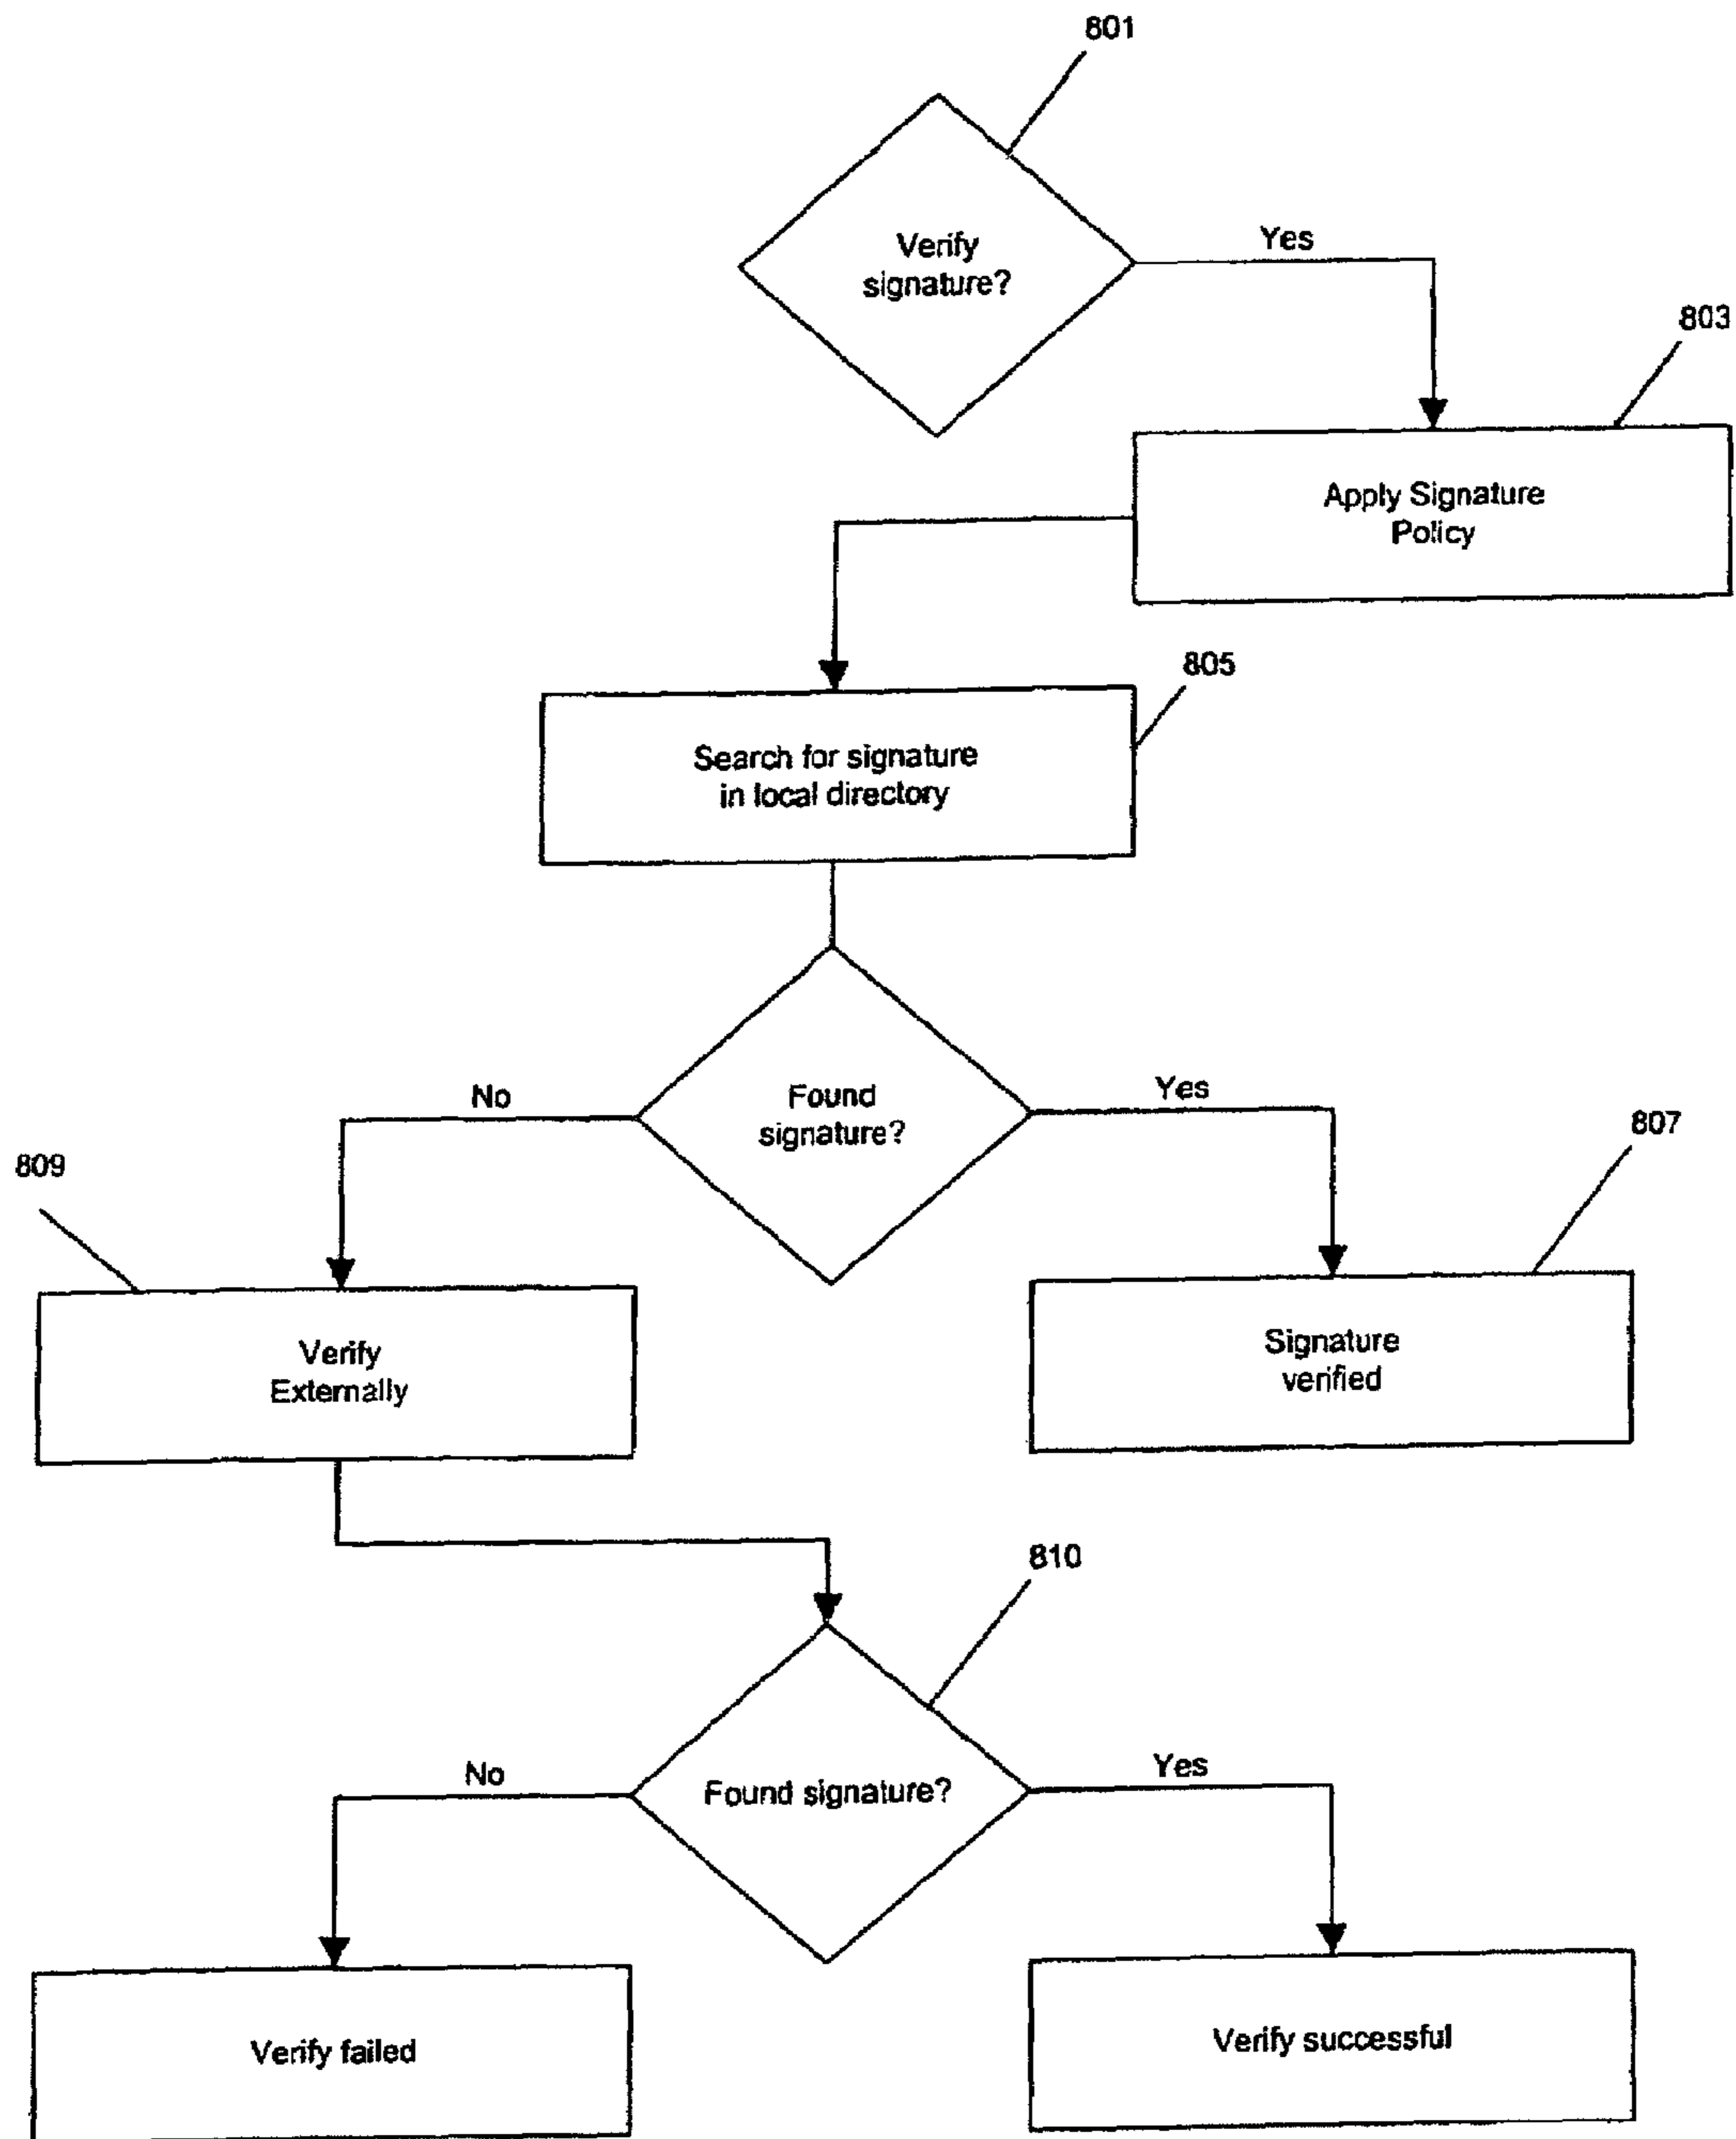 801
Verify
signature?
Yes
803
Apply Signature
Policy
805
Search for signature
in local directory
Found
signature?
No
Yes
807
809
Verify
Externally
Signature
verified
810
Found signature?
No
Yes
Verify failed
Verify successful